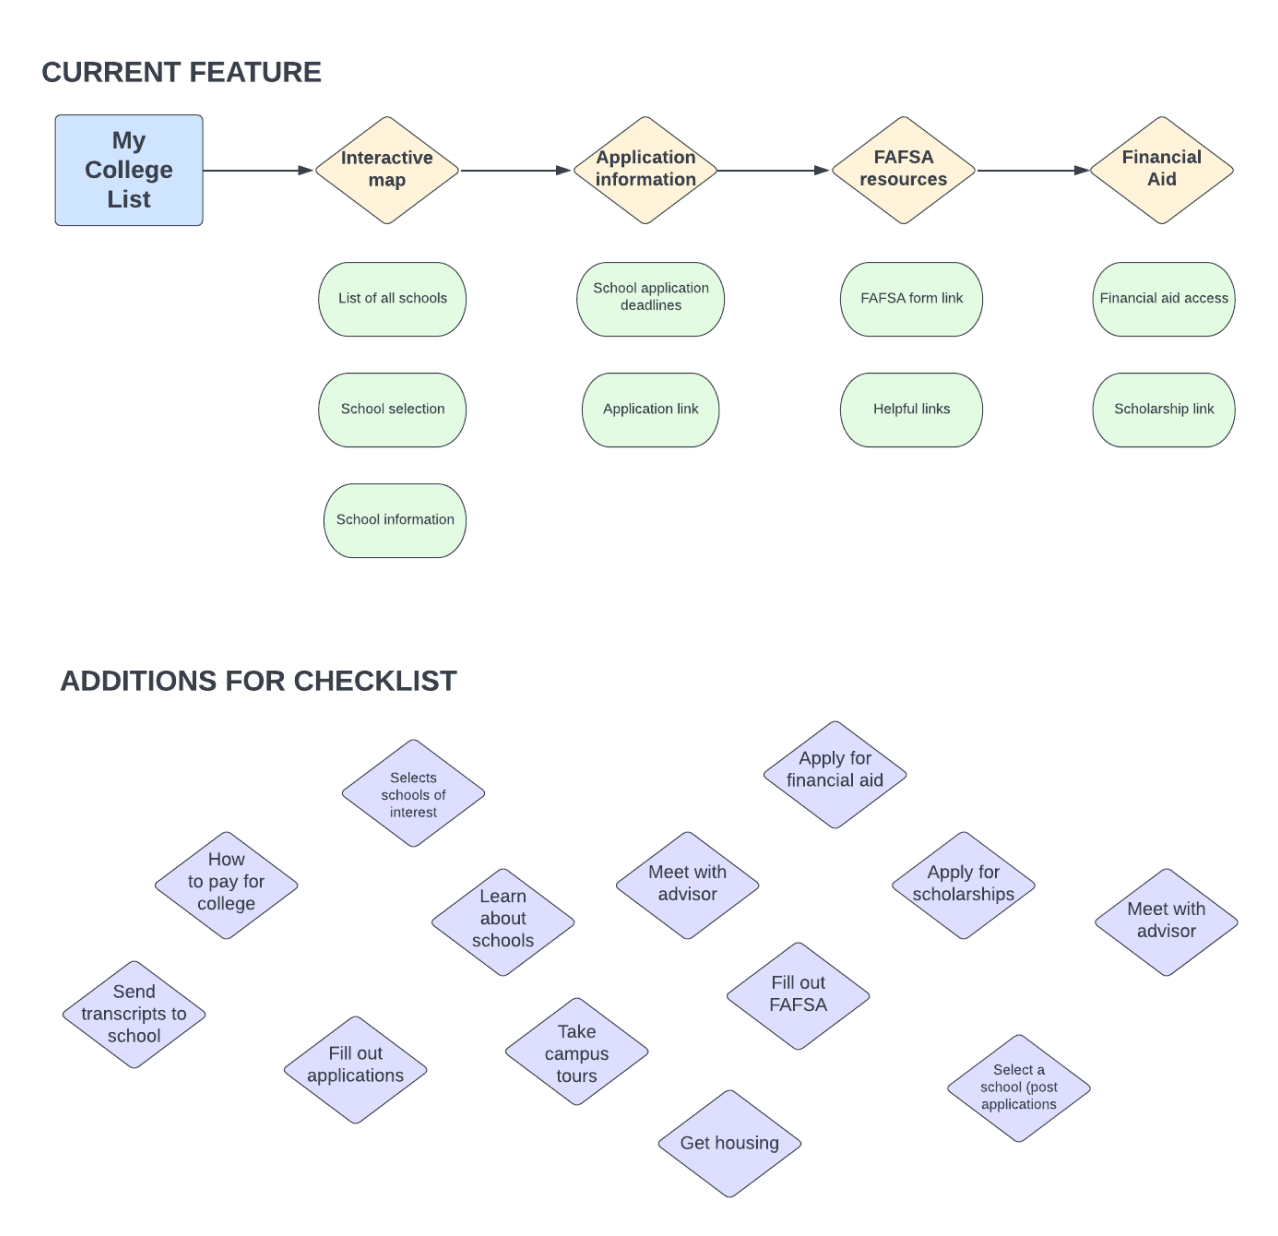 CURRENT FEATURE
My
College
List
Interactive
map
Application
information
FAFSA
resources
Financial
Aid
List of all schools
School application
deadlines
FAFSA form link
Financial aid access
School selection
Application link
Helpful links
Scholarship link
School information
ADDITIONS FOR CHECKLIST
Selects
schools of
interest
Apply for
financial aid
How
to pay for
college
Learn
about
schools
Meet with
advisor
Apply for
scholarships
Meet with
advisor
Send
transcripts to
school
Fill out
applications
Take
campus
tours
Fill out
FAFSA
Select a
school (post
applications
Get housing